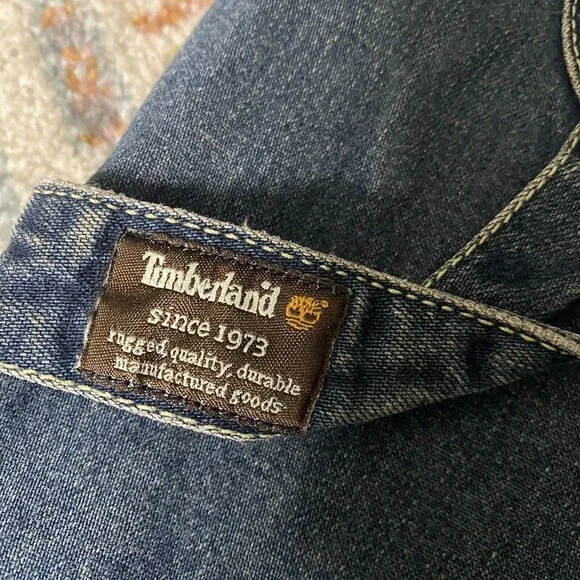 Timberland
since 1973
rugged, quality, durable
manufactured goods